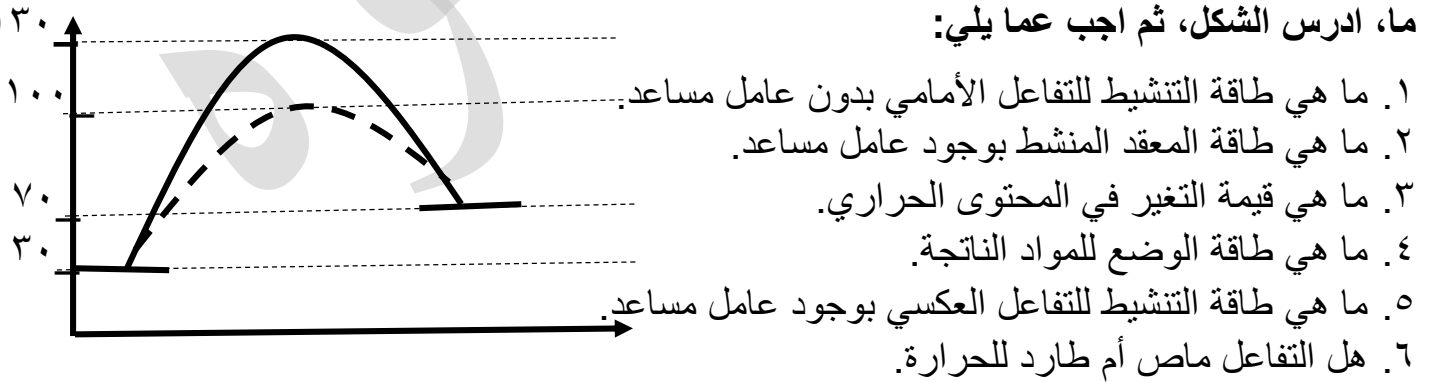 ما، ادرس الشكل، ثم اجب عما يلي:
١. ما هي طاقة التنشيط للتفاعل الأمامي بدون عامل مساعد.
٢. ما هي طاقة المعقد المنشط بوجود عامل مساعد.
٣. ما هي قيمة التغير في المحتوى الحراري.
٤. ما هي طاقة الوضع للمواد الناتجة.
٥. ما هي طاقة التنشيط للتفاعل العكسي بوجود عامل مساعد.
٦. هل التفاعل ماص أم طارد للحرارة.
١٣٠
١٠٠
٧٠
٣٠